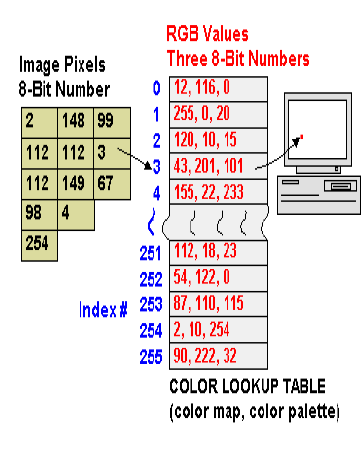 RGB Values
Three 8-Bit Numbers
Image Pixels
8-Bit Number
2 148 99
112 112 3
112 149 67
98 4
254
0 12, 116, 0
1 255, 0, 20
2 120, 10, 15
3 43, 201, 101
4 155, 22, 233
251 112, 18, 23
252 54, 122, 0
253 87, 110, 115
254 2, 10, 254
255 90, 222, 32
Index #
COLOR LOOKUP TABLE
(color map, color palette)